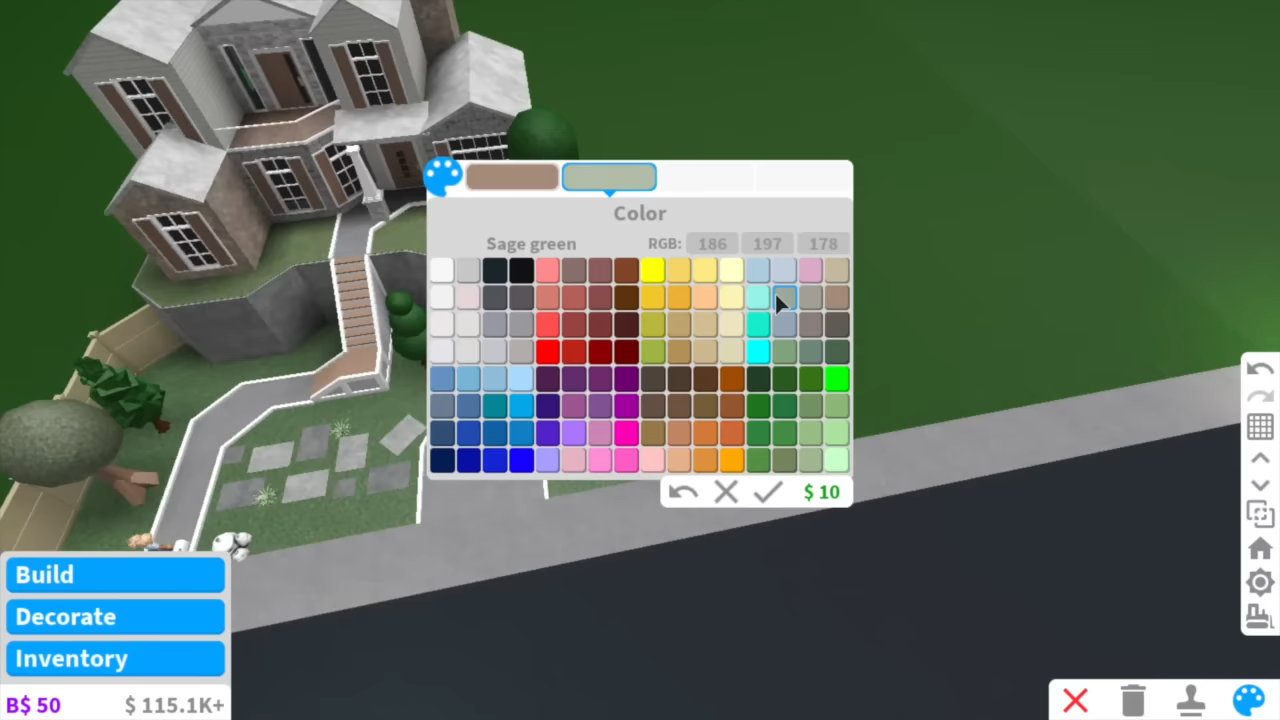 Color
Sage green RGB: 186 197 178
$ 10
Build
Decorate
Inventory
B$ 50 $ 115.1K+